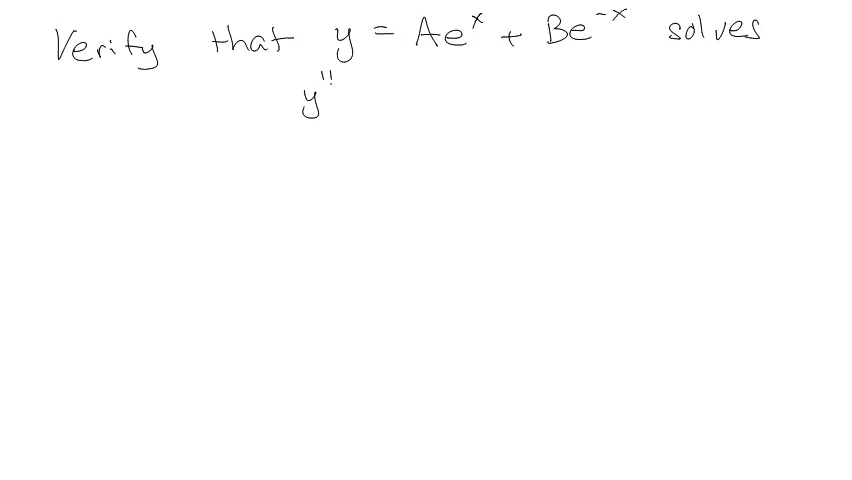 Verify that y = Ae^x + Be^-x solves
y''